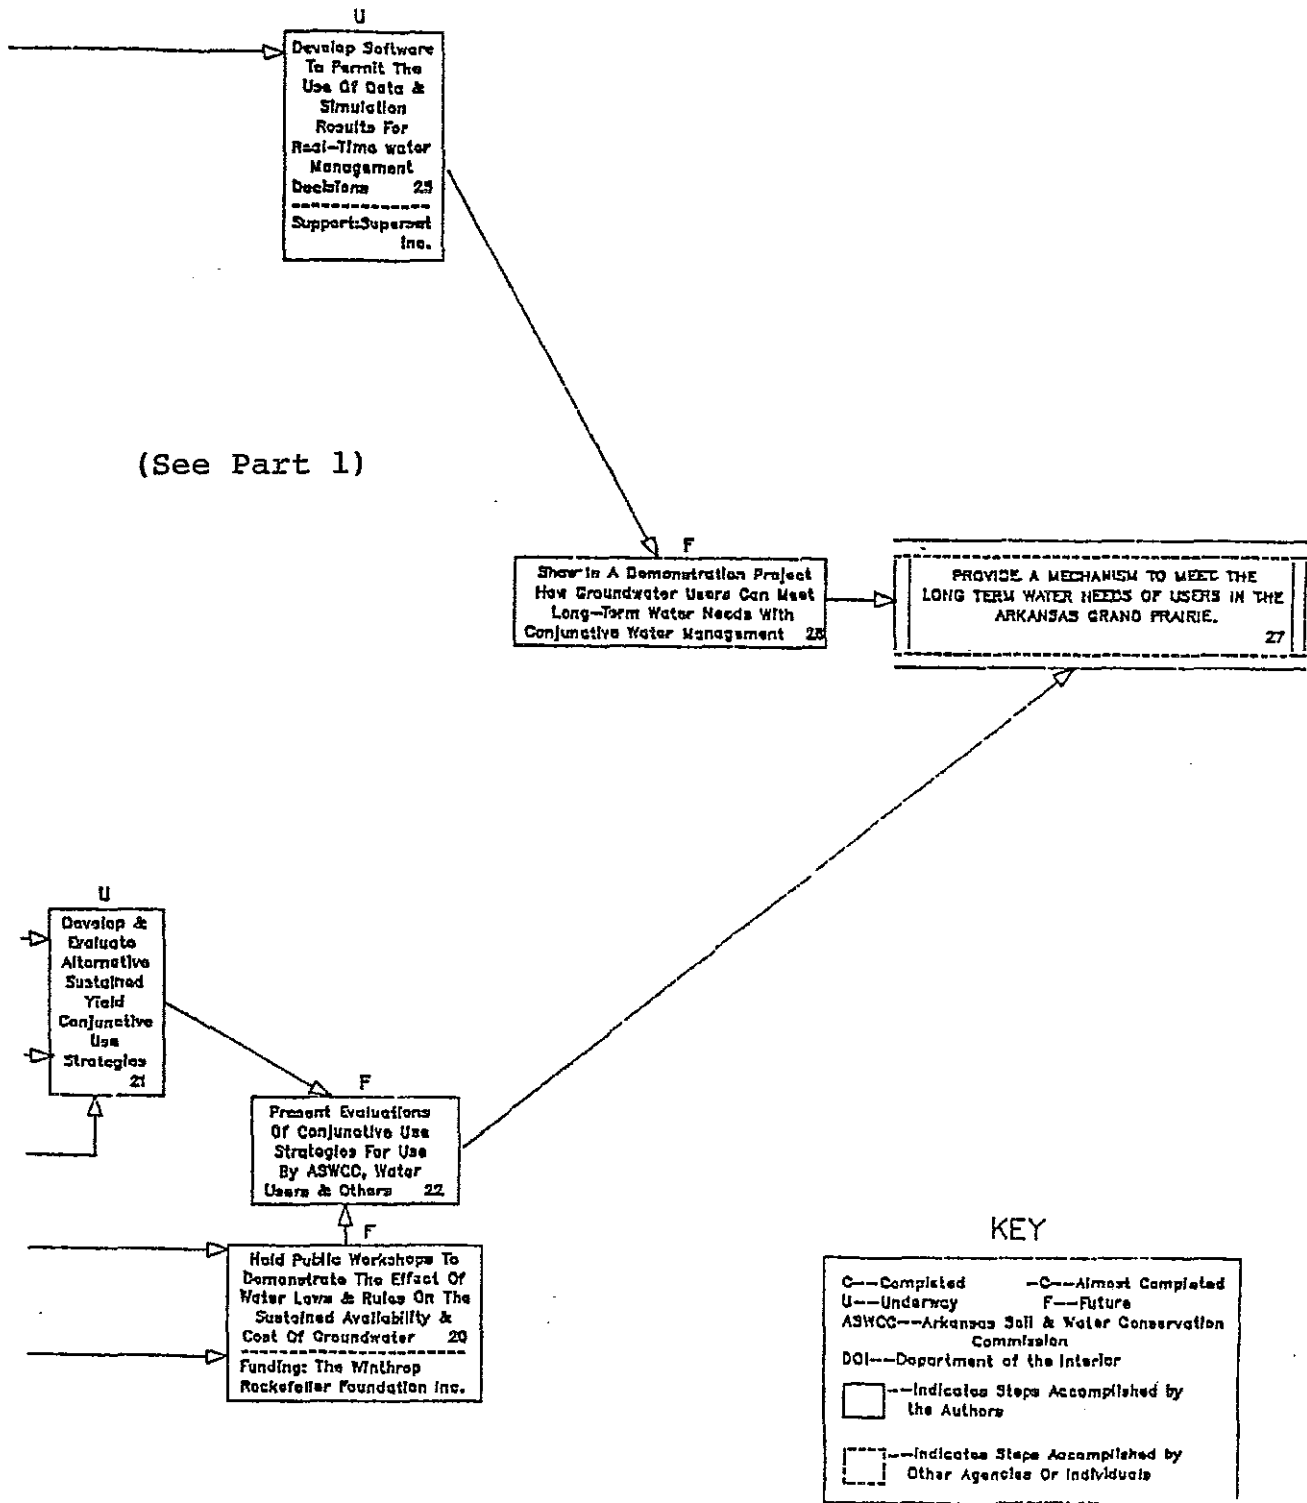 U
Develop Software
To Permit The
Use Of Data &
Simulation
Results For
Real-Time water
Management
Decisions 25
Support:Superset
Inc.
(See Part 1)
F
Show in A Demonstration Project
How Groundwater Users Can Meet
Long-Term Water Needs With
Conjunctive Water Management 26
PROVIDE A MECHANISM TO MEET THE
LONG TERM WATER NEEDS OF USERS IN THE
ARKANSAS GRAND PRAIRIE.
27
U
Develop &
Evaluate
Alternative
Sustained
Yield
Conjunctive
Use
Strategies
21
F
Present Evaluations
Of Conjunctive Use
Strategies For Use
By ASWCC, Water
Users & Others 22
F
Hold Public Workshops To
Demonstrate The Effect Of
Water Laws & Rules On The
Sustained Availability &
Cost Of Groundwater 20
Funding: The Winthrop
Rockefeller Foundation Inc.
KEY
C--Completed -C--Almost Completed
U--Underway F--Future
ASWCC--Arkansas Soil & Water Conservation
Commission
DOI--Department of the Interior
--Indicates Steps Accomplished by
the Authors
--Indicates Steps Accomplished by
Other Agencies Or Individuals